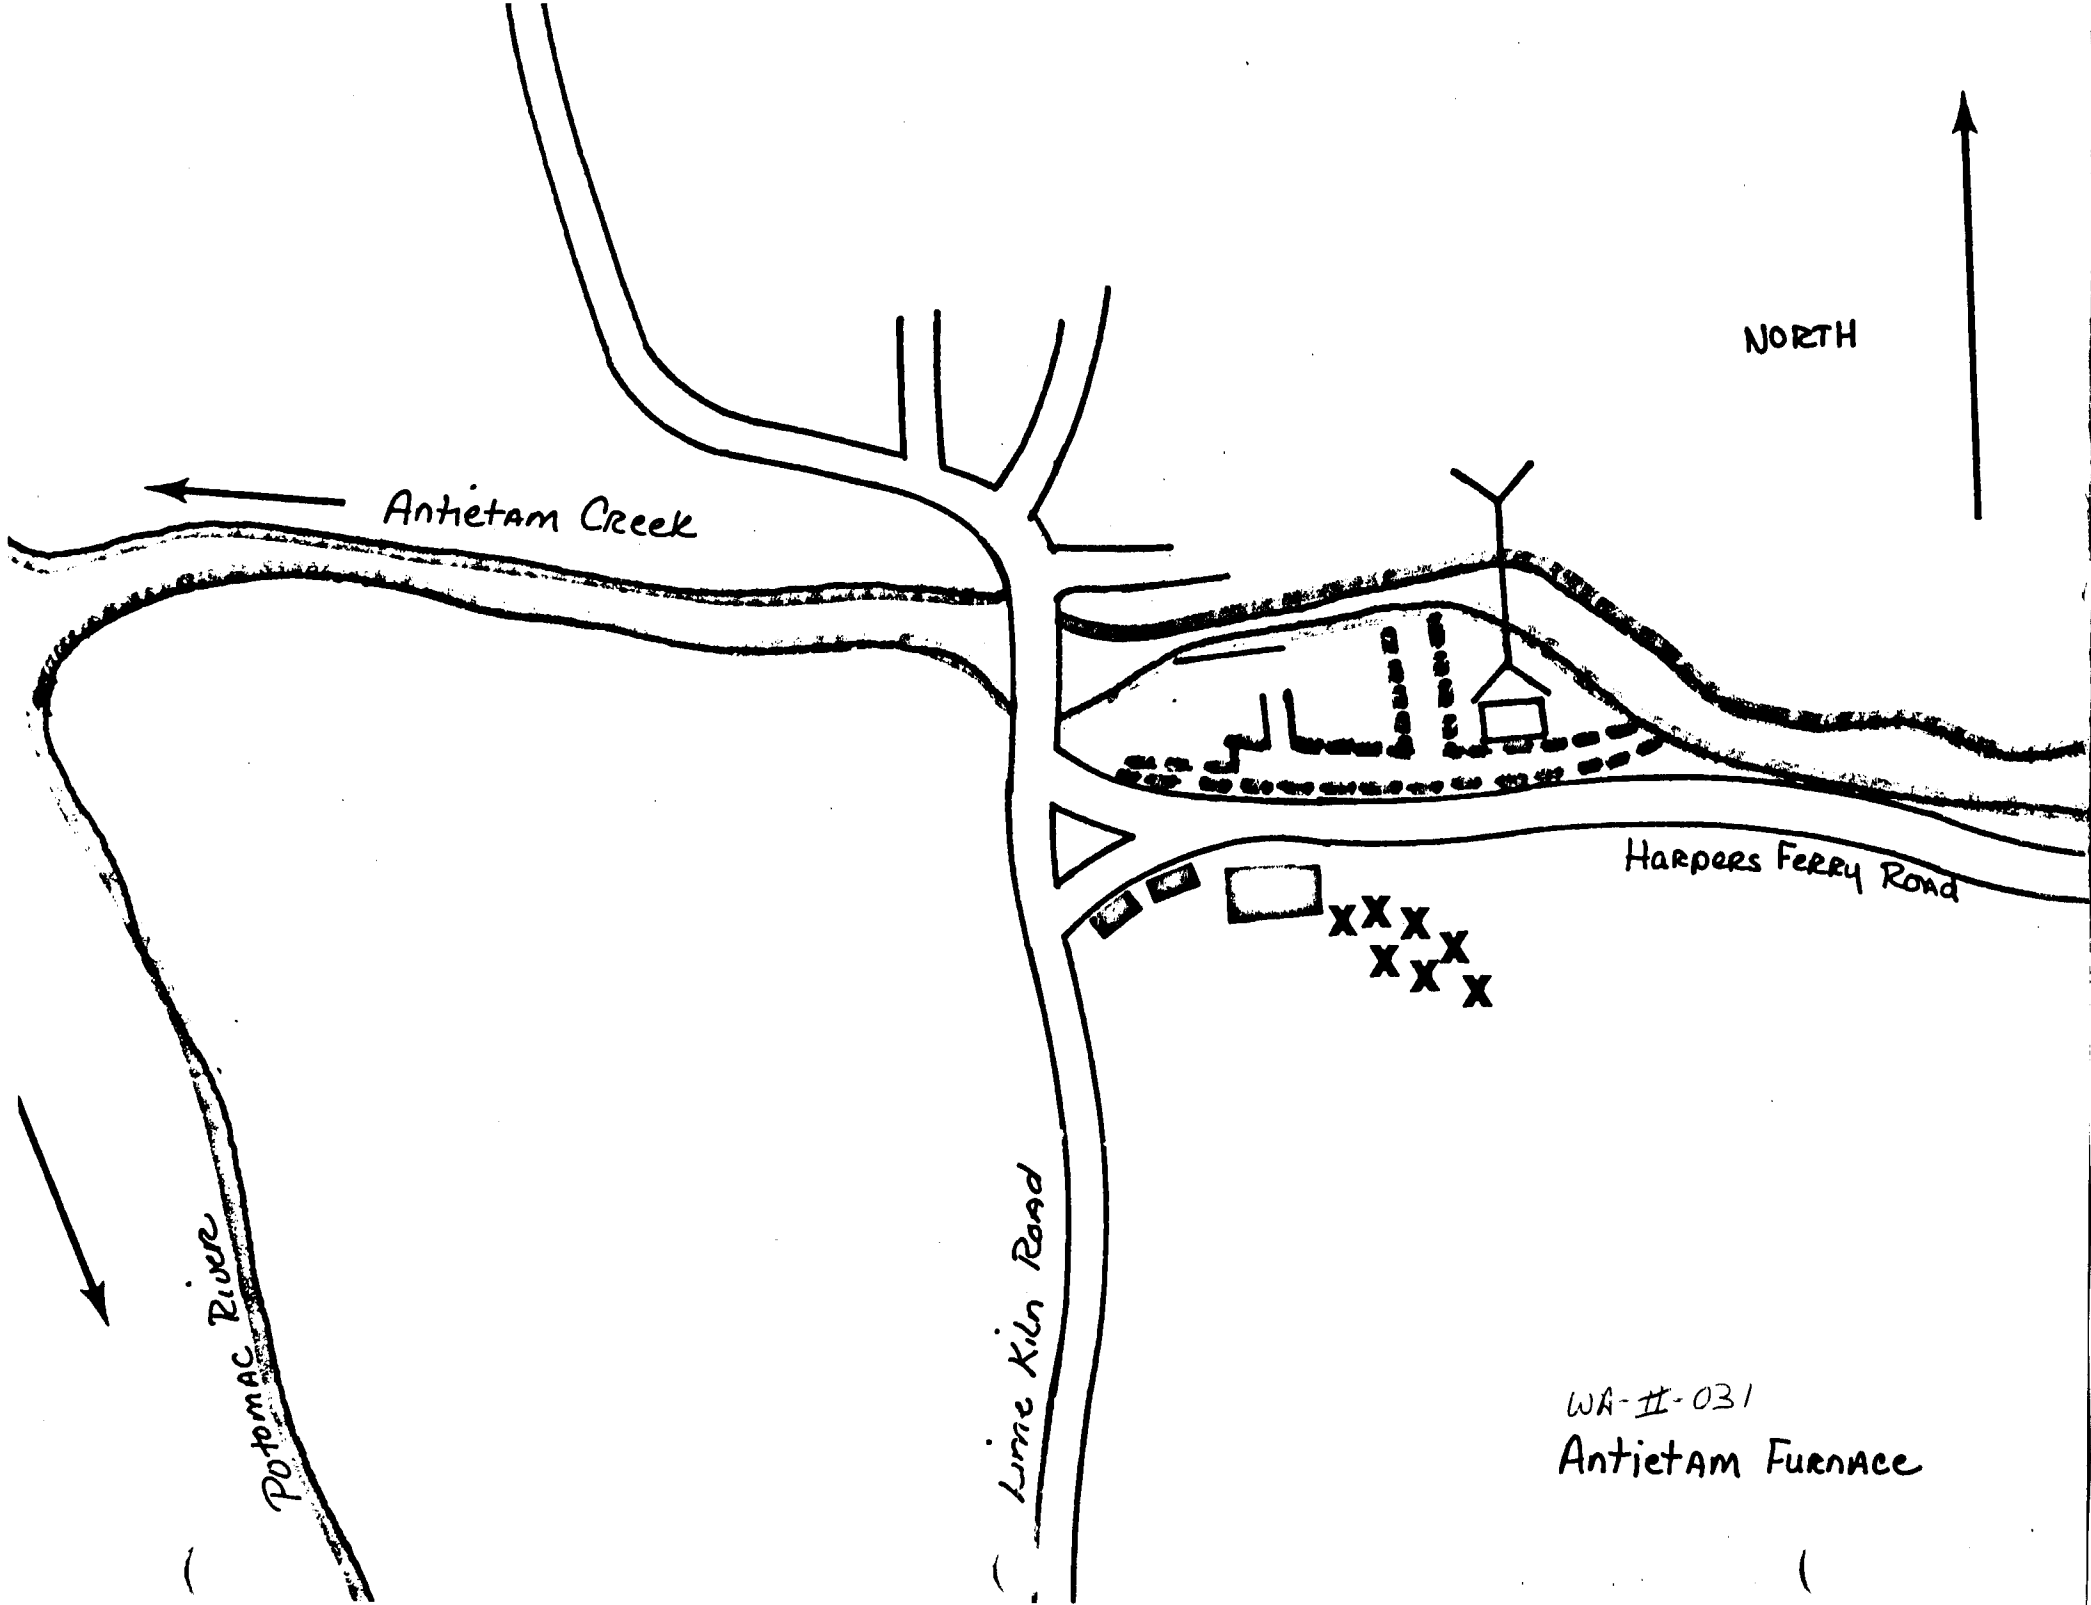 NORTH
Antietam Creek
Harpers Ferry Road
X X X X X X X
Potomac River
Lime Kiln Road
WA-II-031
Antietam Furnace